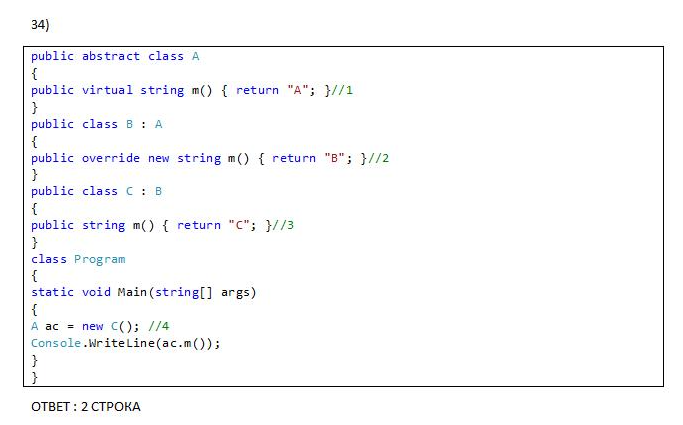 34)
public abstract class A
{
public virtual string m() { return "A"; }//1
}
public class B : A
{
public override new string m() { return "B"; }//2
}
public class C : B
{
public string m() { return "C"; }//3
}
class Program
{
static void Main(string[] args)
{
A ac = new C(); //4
Console.WriteLine(ac.m());
}
}
ОТВЕТ : 2 СТРОКА